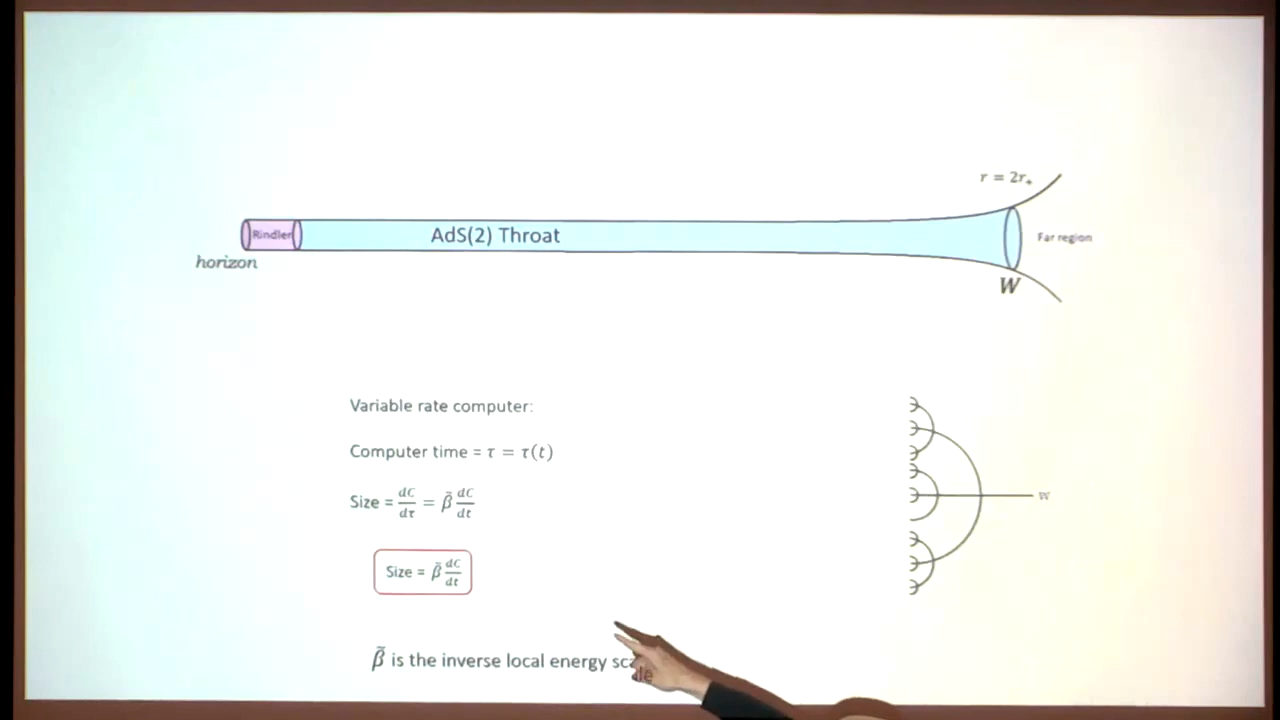 r = 2r₊
Rindler
AdS(2) Throat
Far region
horizon
W
Variable rate computer:
Computer time = τ = τ(t)
Size = dC/dτ = β̃ dC/dt
W
Size = β̃ dC/dt
β̃ is the inverse local energy scale